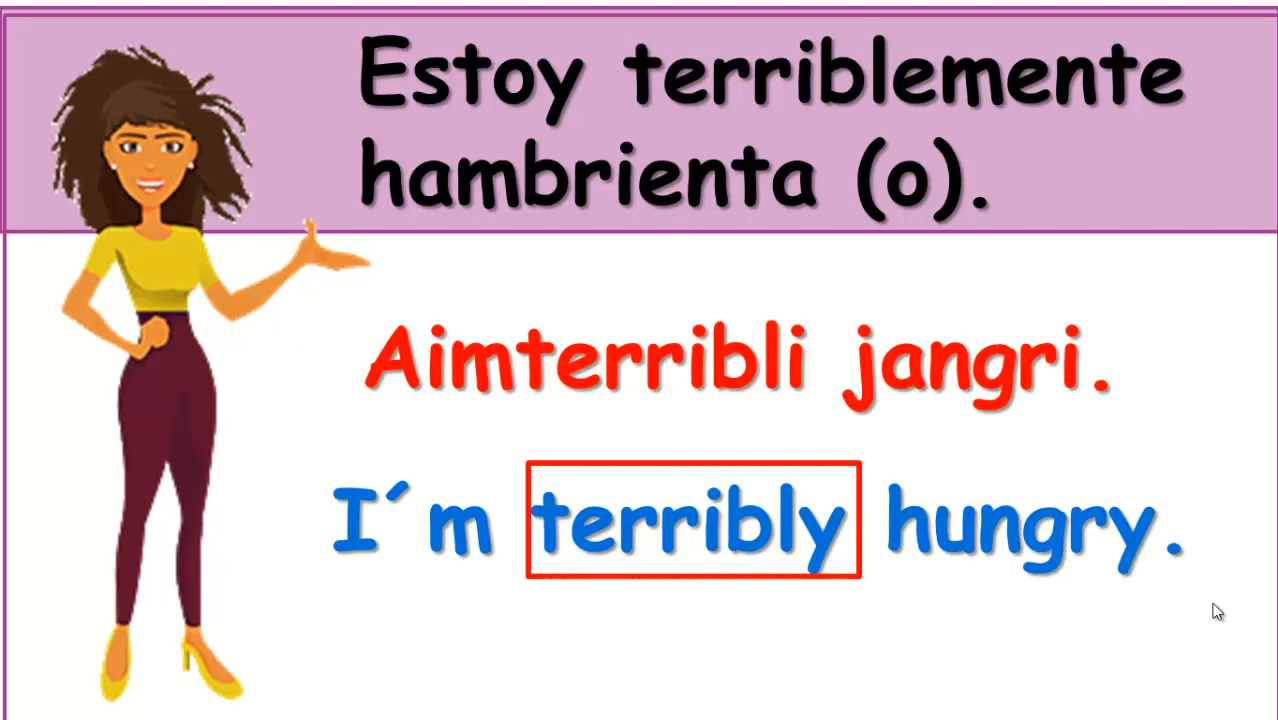 Estoy terriblemente
hambrienta (o).
Aimterribli jangri.
I´m terribly hungry.